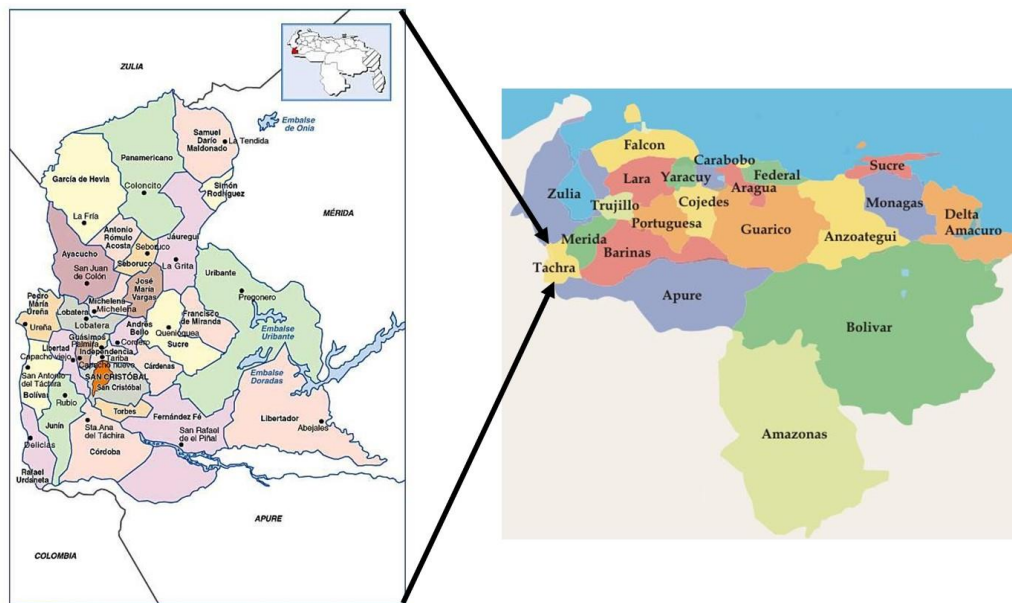 ZULIA
Embalse
de Onia
Samuel
Darío
Maldonado
La Tendida
Panamericano
García de Hevia
Coloncito
Simón
Rodríguez
MÉRIDA
La Fría
Antonio
Rómulo
Acosta
Jáuregui
Seboruco
Seboruco
La Grita
Ayacucho
San Juan
de Colón
Uribante
José
María
Vargas
Pregonero
Pedro
María
Ureña
Michelena
Michelena
Lobatera
Lobatera
Francisco
de Miranda
Ureña
Andrés
Bello
Queniquea
Sucre
Embalse
Uribante
Guásimos
Palmira
Cordero
Libertad
Independencia
Táriba
Capacho viejo
Capacho nuevo
San Antonio
del Táchira
SAN CRISTÓBAL
San Cristóbal
Cárdenas
Embalse
Doradas
Bolívar
Rubio
Torbes
Fernández Fé
Libertador
Junín
Sta.Ana
del Táchira
San Rafael
de el Piñal
Abejales
Delicias
Córdoba
Rafael
Urdaneta
APURE
COLOMBIA
Falcon
Carabobo
Sucre
Zulia
Lara
Yaracuy
Federal
Aragua
Trujillo
Cojedes
Monagas
Delta
Amacuro
Portuguesa
Guarico
Anzoategui
Merida
Barinas
Tachra
Apure
Bolivar
Amazonas